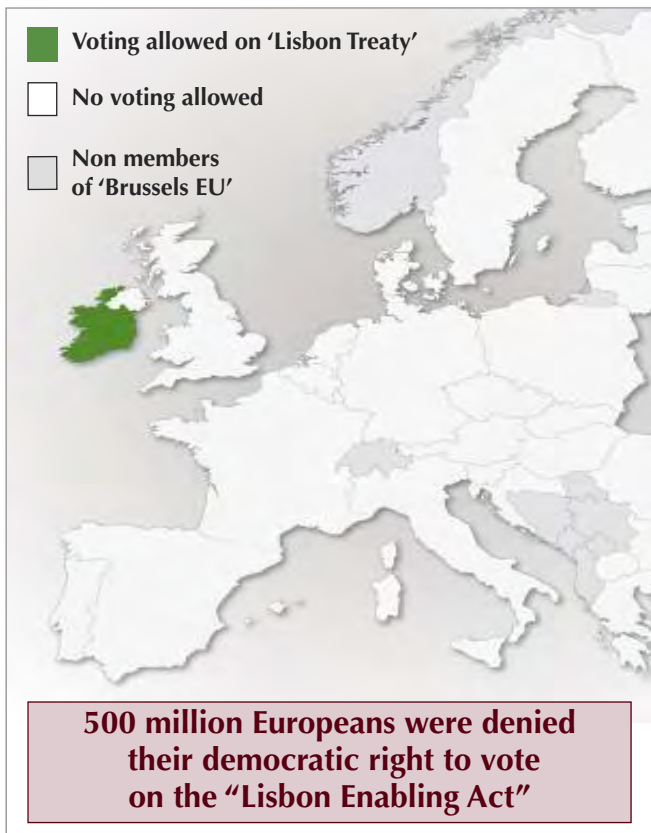 Voting allowed on ‘Lisbon Treaty’
No voting allowed
Non members
of ‘Brussels EU’
500 million Europeans were denied
their democratic right to vote
on the “Lisbon Enabling Act”